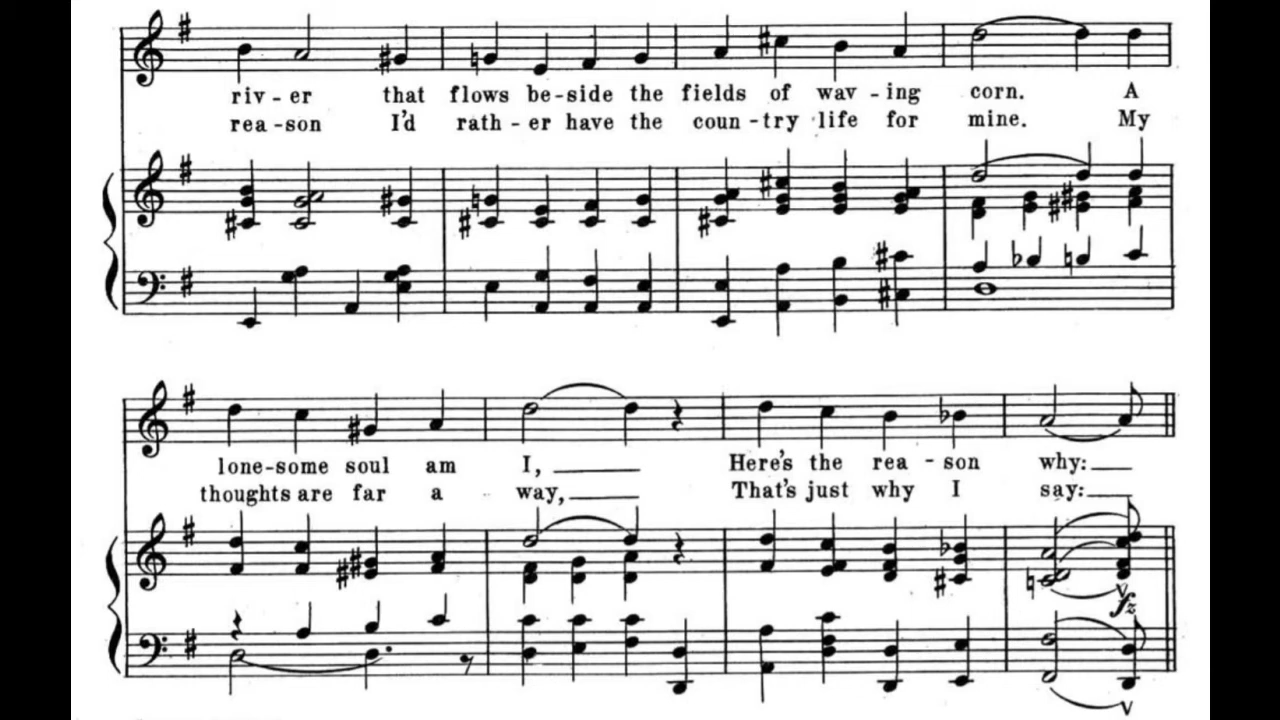 riv-er that flows be-side the fields of wav-ing corn. A
rea-son I'd rath-er have the coun-try life for mine. My
lone-some soul am I, Here's the rea-son why:
thoughts are far a way, That's just why I say:
fz